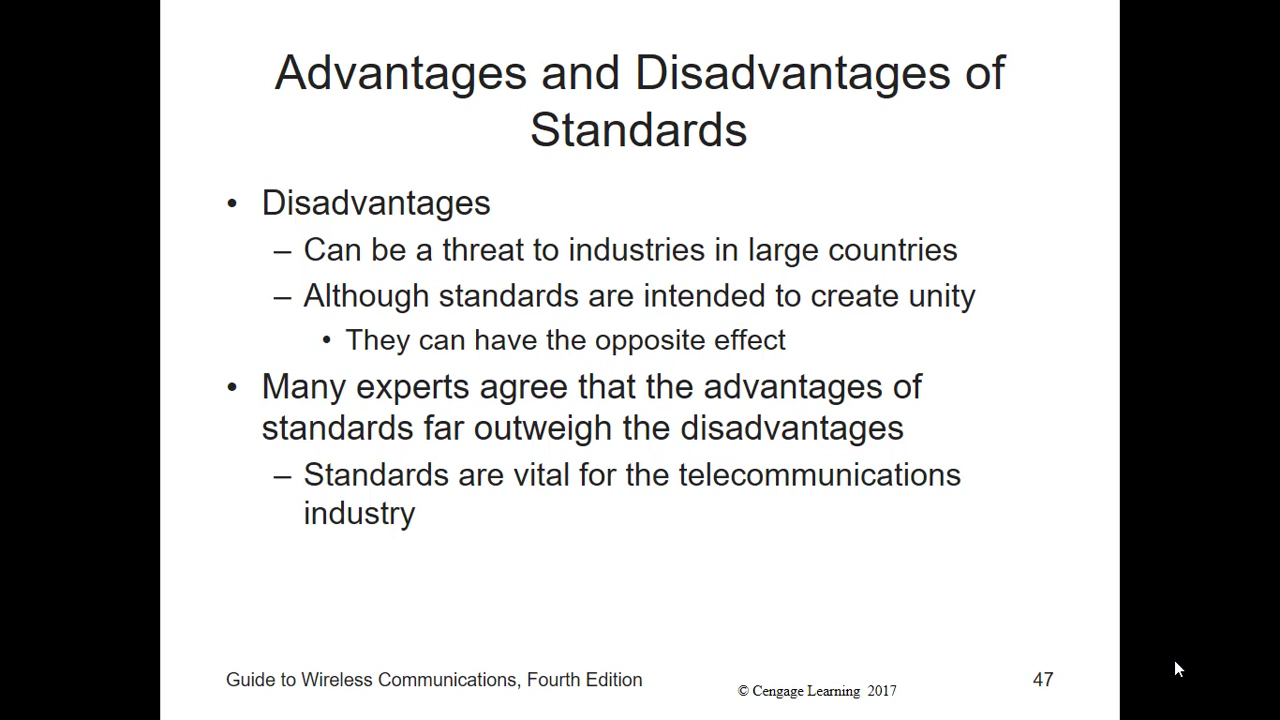 Advantages and Disadvantages of
Standards
• Disadvantages
– Can be a threat to industries in large countries
– Although standards are intended to create unity
• They can have the opposite effect
• Many experts agree that the advantages of
standards far outweigh the disadvantages
– Standards are vital for the telecommunications
industry
Guide to Wireless Communications, Fourth Edition
© Cengage Learning 2017
47